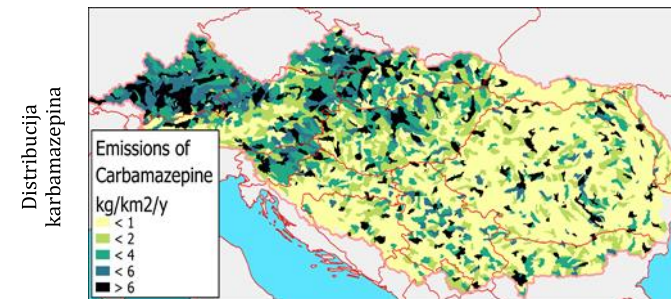 Distribucija
karbamazepina
Emissions of
Carbamazepine
kg/km2/y
< 1
< 2
< 4
< 6
> 6